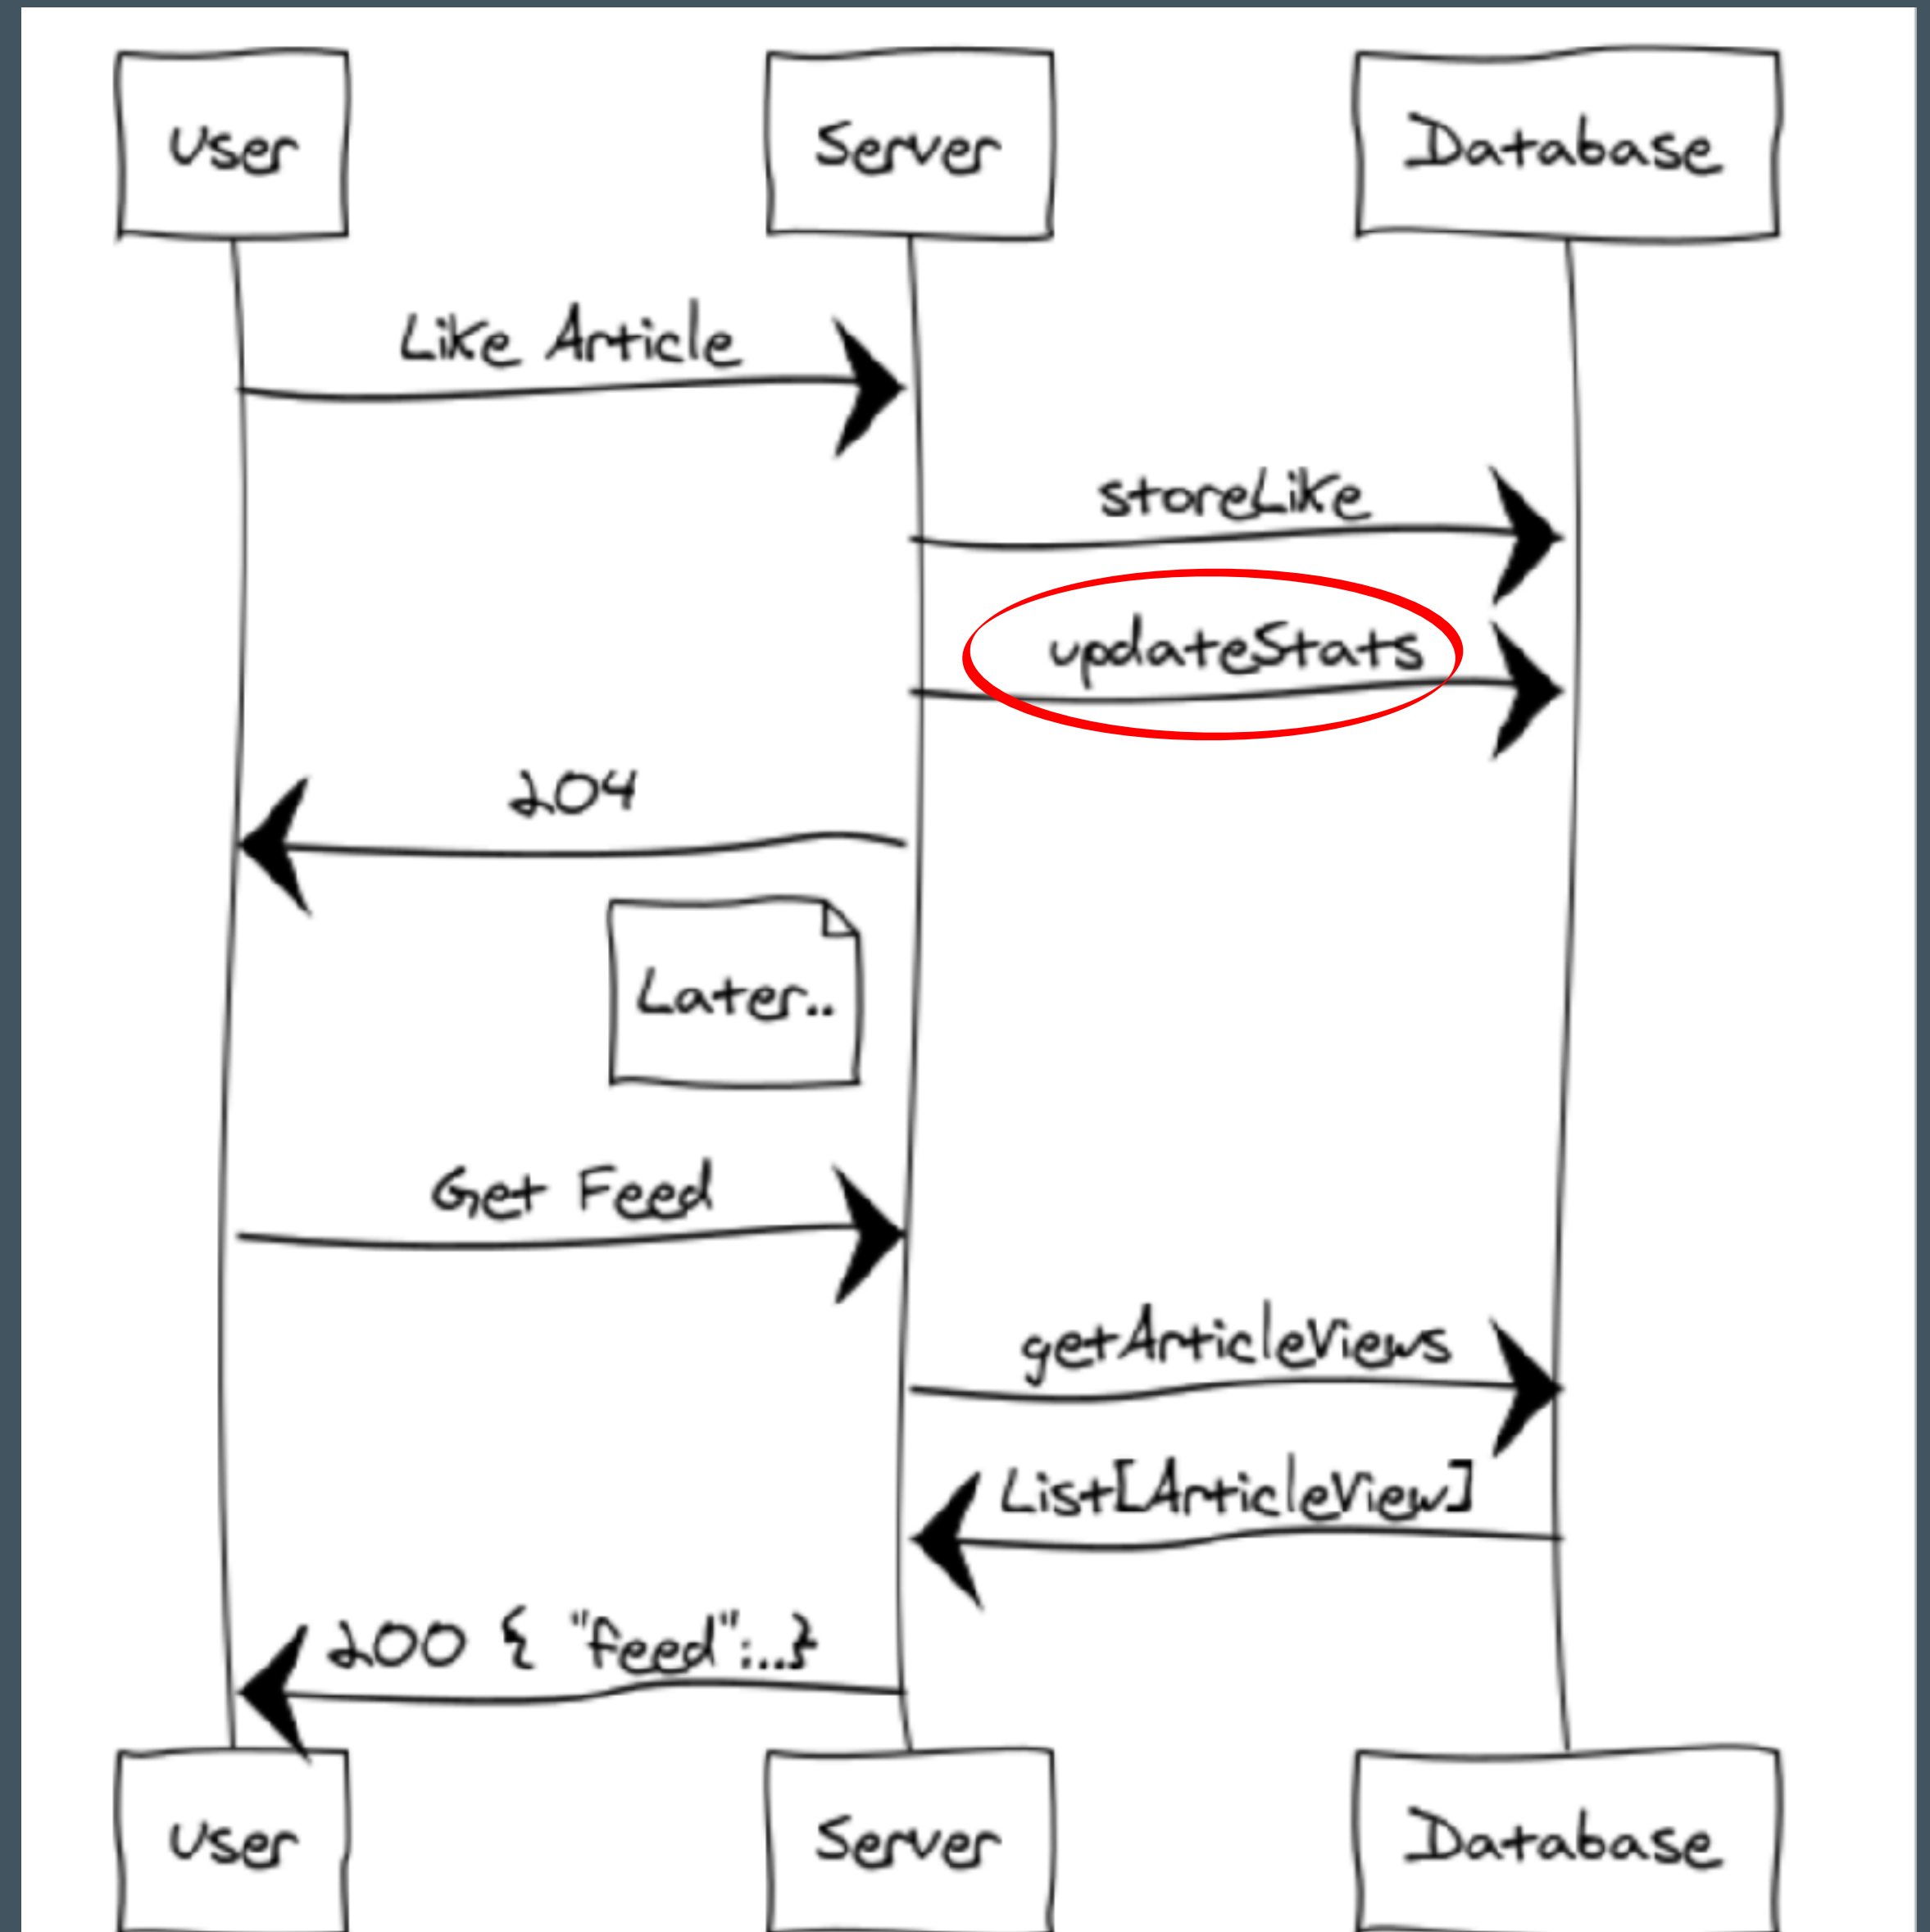 User Server Database
Like Article
storeLike
updateStats
204
Later..
Get Feed
getArticleViews
List[ArticleView]
200 { "feed":..}
User Server Database